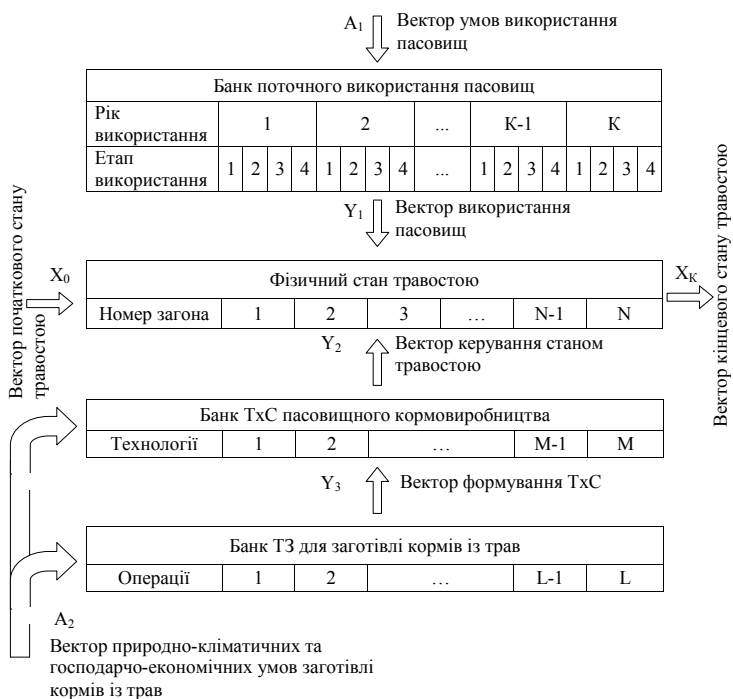 A1
Вектор умов використання
пасовищ
Банк поточного використання пасовищ
Рік
використання
1 2 ... К-1 К
Етап
використання
1 2 3 4 1 2 3 4 ... 1 2 3 4 1 2 3 4
Y1
Вектор використання
пасовищ
Вектор початкового стану
травостою
X0
Фізичний стан травостою
Номер загона 1 2 3 … N-1 N
XК
Вектор кінцевого стану травостою
Y2
Вектор керування станом
травостою
Банк ТхС пасовищного кормовиробництва
Технології 1 2 … М-1 М
Y3
Вектор формування ТхС
Банк ТЗ для заготівлі кормів із трав
Операції 1 2 … L-1 L
A2
Вектор природно-кліматичних та
господарчо-економічних умов заготівлі
кормів із трав